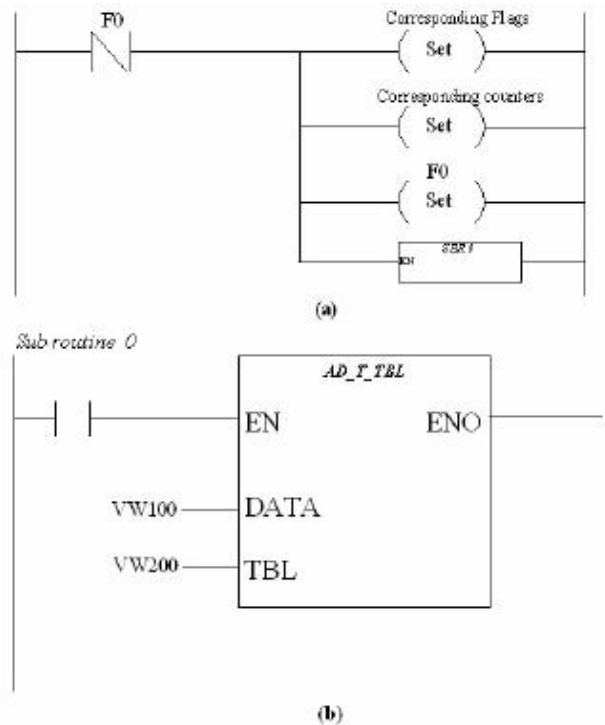 F0
Corresponding Flags
Set
Corresponding counters
Set
F0
Set
EN
(a)
Sub routine 0
AD_T_TBL
EN ENO
VW100 DATA
VW200 TBL
(b)